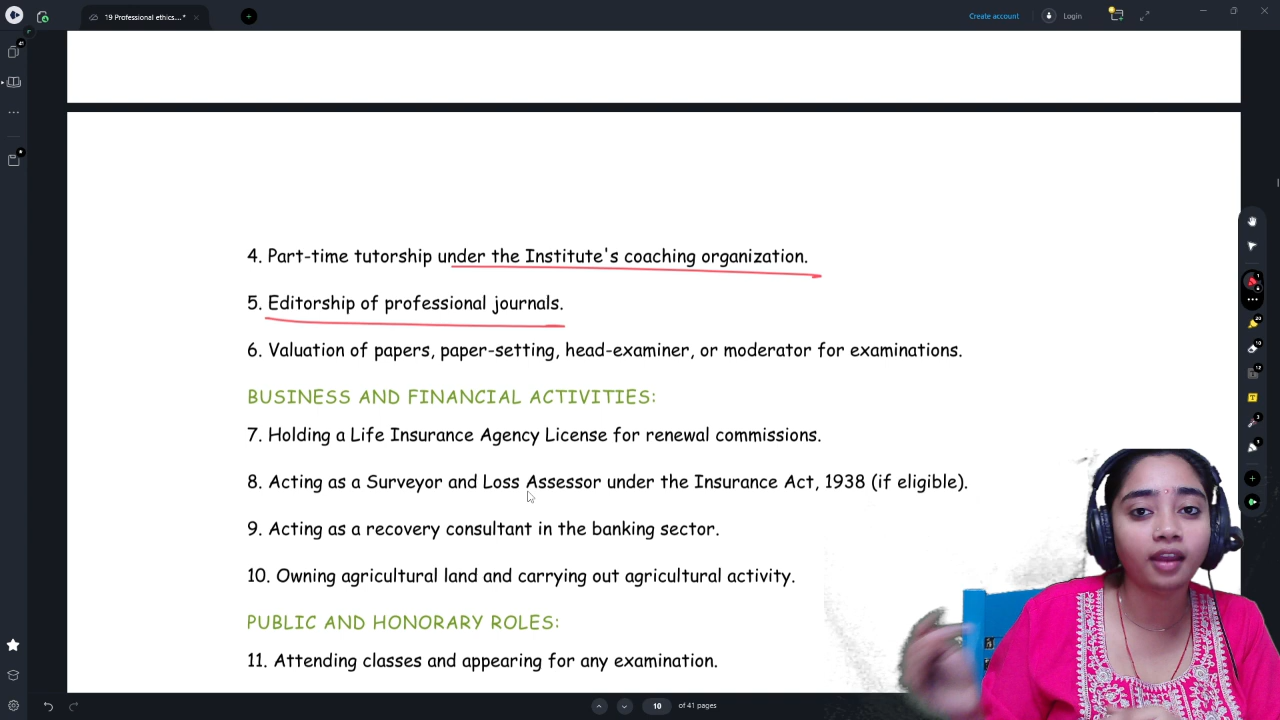 19 Professional ethics.... *
Create account
Login
4. Part-time tutorship under the Institute's coaching organization.
5. Editorship of professional journals.
6. Valuation of papers, paper-setting, head-examiner, or moderator for examinations.
BUSINESS AND FINANCIAL ACTIVITIES:
7. Holding a Life Insurance Agency License for renewal commissions.
8. Acting as a Surveyor and Loss Assessor under the Insurance Act, 1938 (if eligible).
9. Acting as a recovery consultant in the banking sector.
10. Owning agricultural land and carrying out agricultural activity.
PUBLIC AND HONORARY ROLES:
11. Attending classes and appearing for any examination.
10 of 41 pages